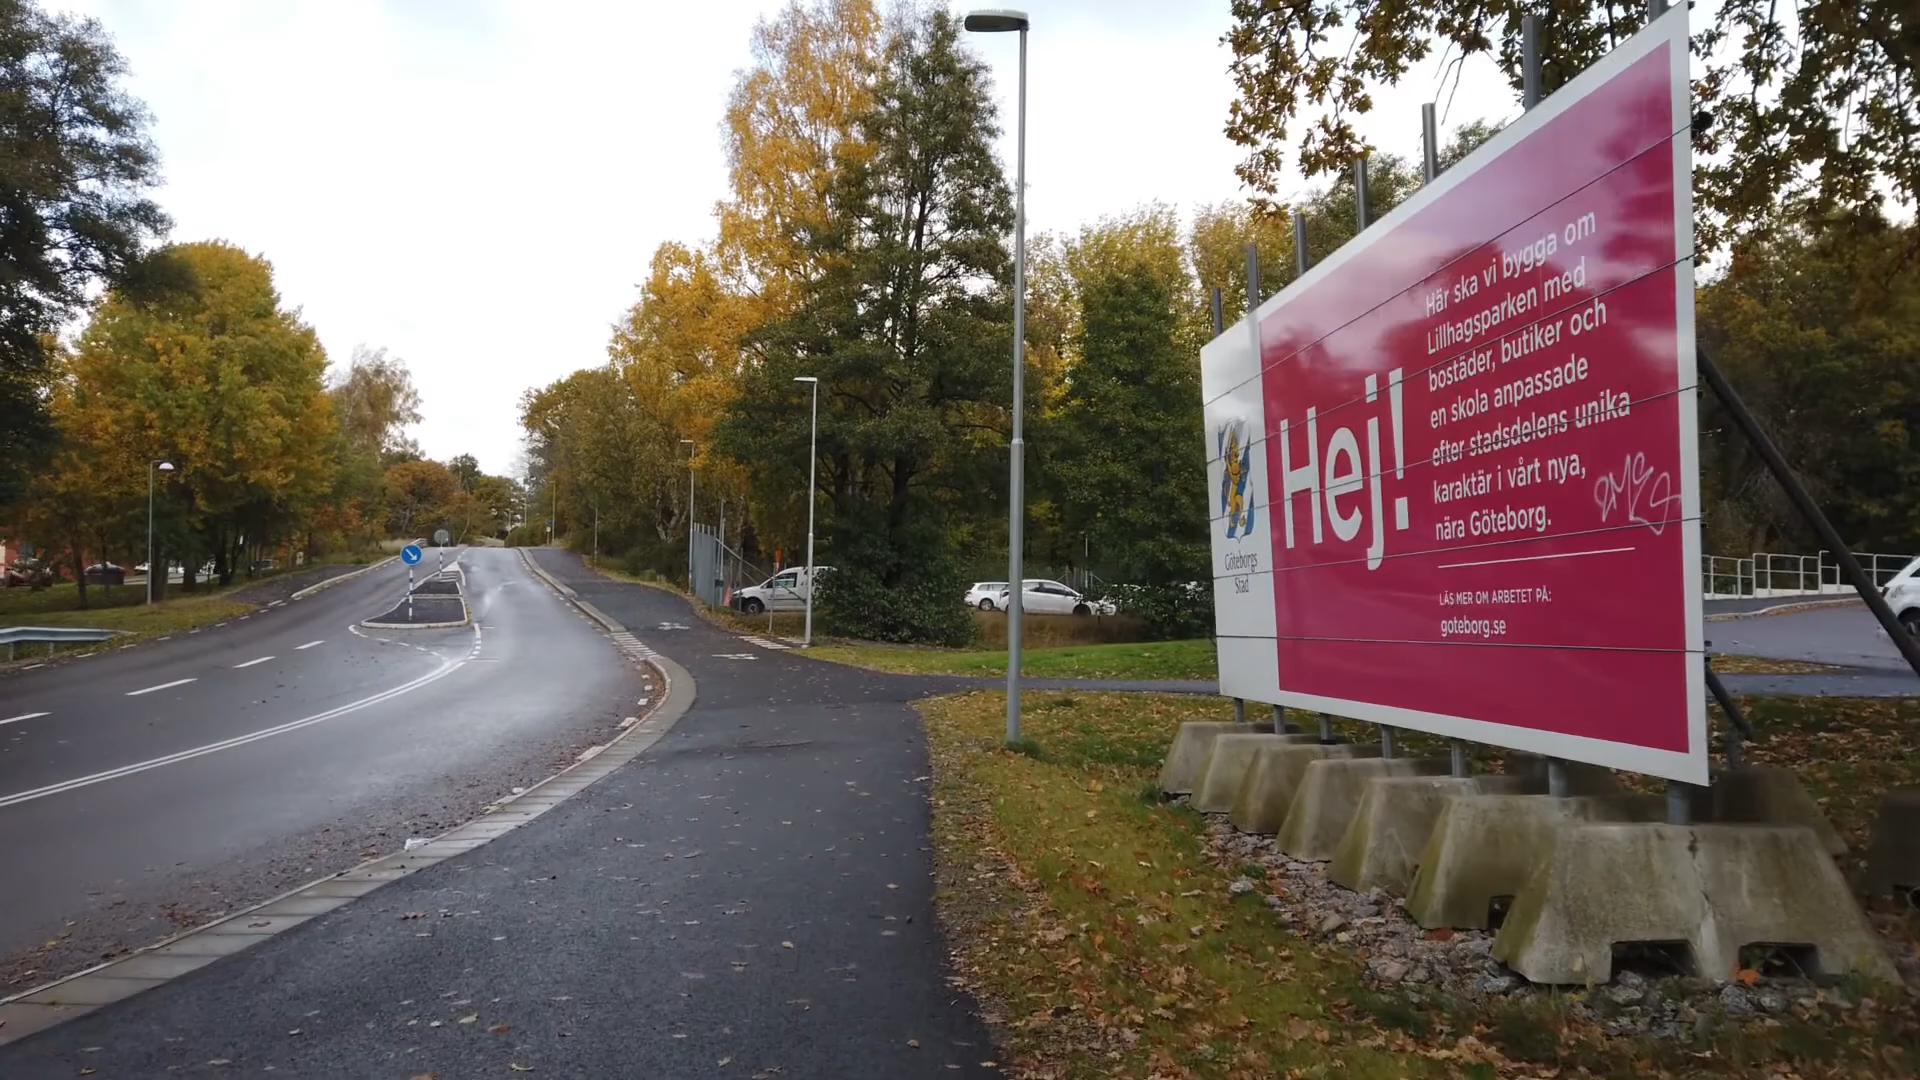 Göteborgs
Stad
Hej!
Här ska vi bygga om
Lillhagsparken med
bostäder, butiker och
en skola anpassade
efter stadsdelens unika
karaktär i vårt nya,
nära Göteborg.
LÄS MER OM ARBETET PÅ:
goteborg.se